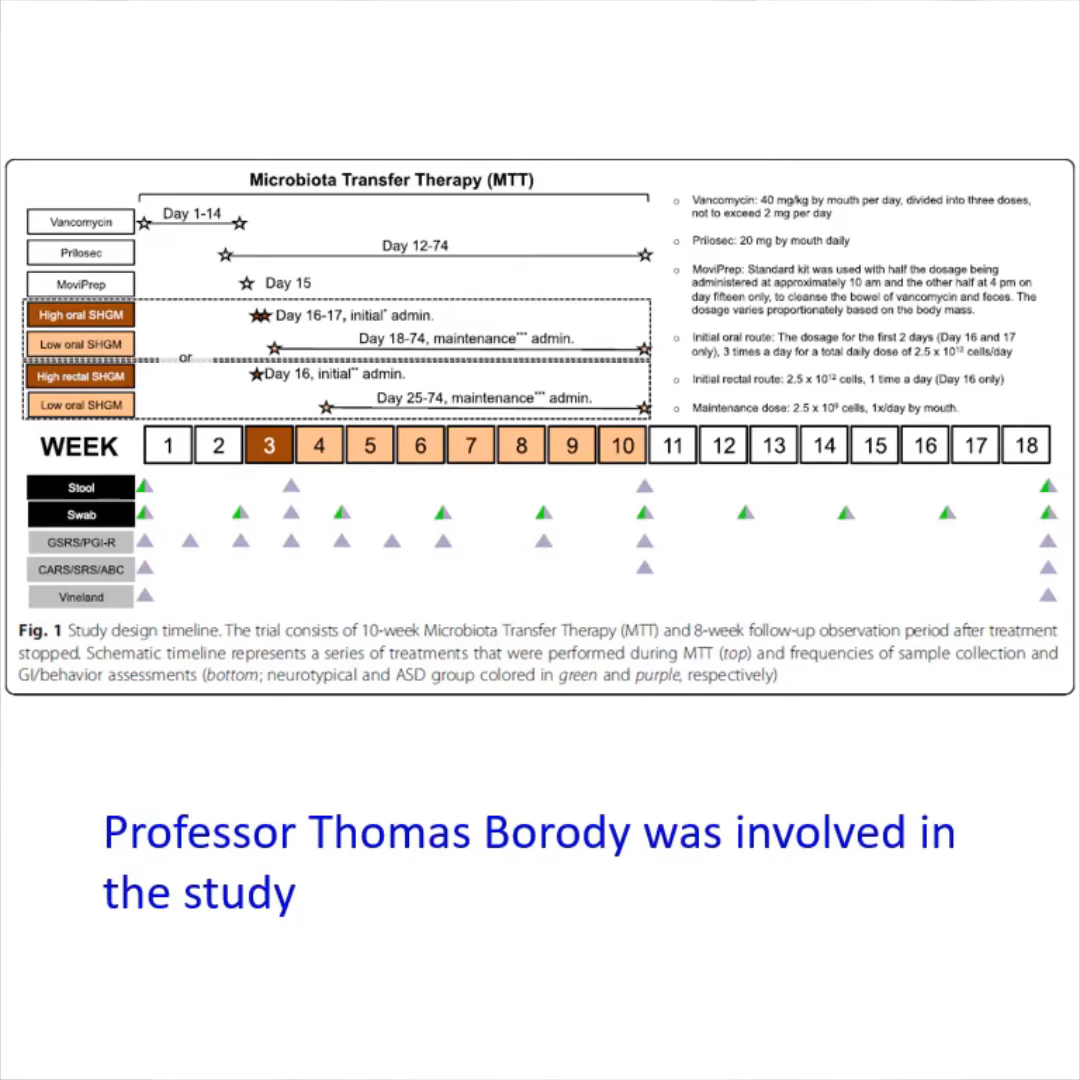 Microbiota Transfer Therapy (MTT)
Vancomycin
Day 1-14
Prilosec
Day 12-74
MoviPrep
Day 15
High oral SHGM
Day 16-17, initial* admin.
Low oral SHGM
Day 18-74, maintenance*** admin.
or
High rectal SHGM
Day 16, initial** admin.
Low oral SHGM
Day 25-74, maintenance*** admin.
o Vancomycin: 40 mg/kg by mouth per day, divided into three doses,
not to exceed 2 mg per day
o Prilosec: 20 mg by mouth daily
o MoviPrep: Standard kit was used with half the dosage being
administered at approximately 10 am and the other half at 4 pm on
day fifteen only, to cleanse the bowel of vancomycin and feces. The
dosage varies proportionately based on the body mass.
o Initial oral route: The dosage for the first 2 days (Day 16 and 17
only), 3 times a day for a total daily dose of 2.5 x 10¹² cells/day
o Initial rectal route: 2.5 x 10¹² cells, 1 time a day (Day 16 only)
o Maintenance dose: 2.5 x 10⁹ cells, 1x/day by mouth.
WEEK 1 2 3 4 5 6 7 8 9 10 11 12 13 14 15 16 17 18
Stool
Swab
GSRS/PGI-R
CARS/SRS/ABC
Vineland
Fig. 1 Study design timeline. The trial consists of 10-week Microbiota Transfer Therapy (MTT) and 8-week follow-up observation period after treatment
stopped. Schematic timeline represents a series of treatments that were performed during MTT (top) and frequencies of sample collection and
GI/behavior assessments (bottom; neurotypical and ASD group colored in green and purple, respectively)
Professor Thomas Borody was involved in
the study